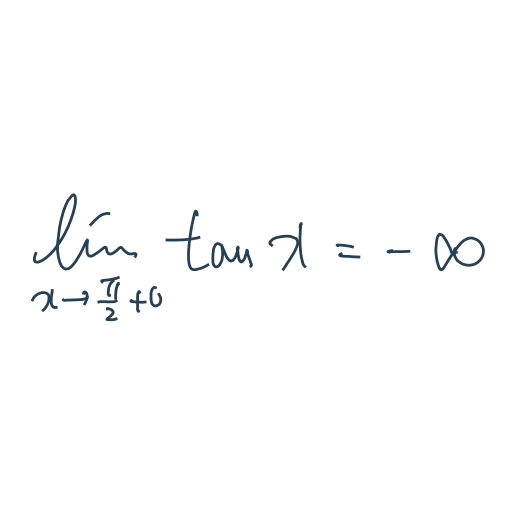 lim tan x = - ∞
x → π/2 + 0